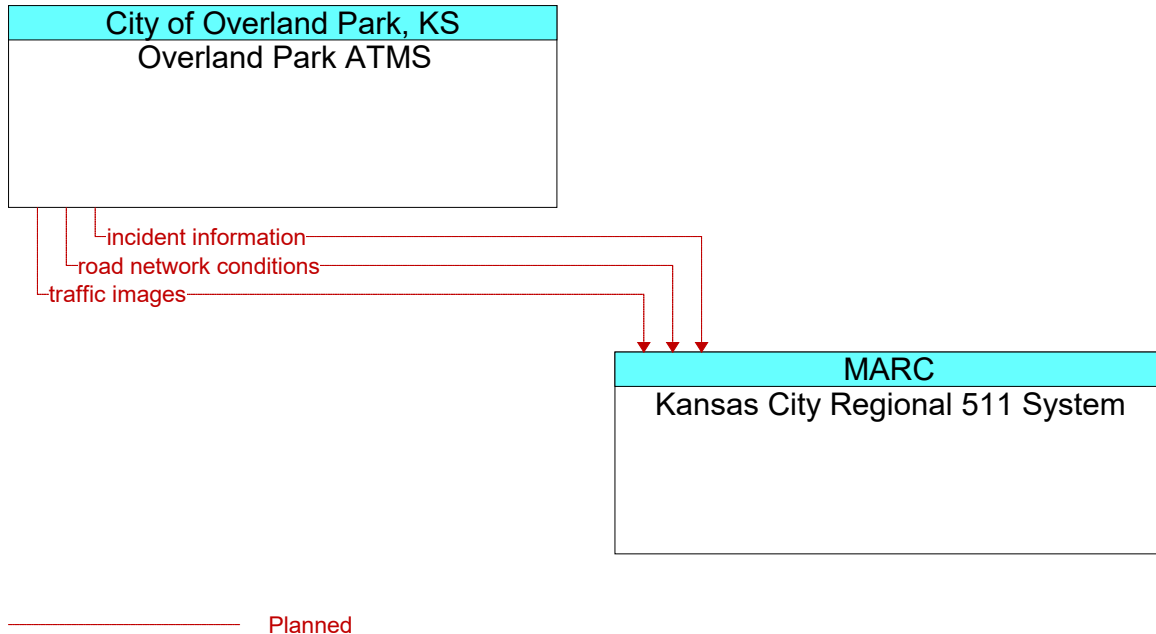 City of Overland Park, KS
Overland Park ATMS
incident information
road network conditions
traffic images
MARC
Kansas City Regional 511 System
Planned